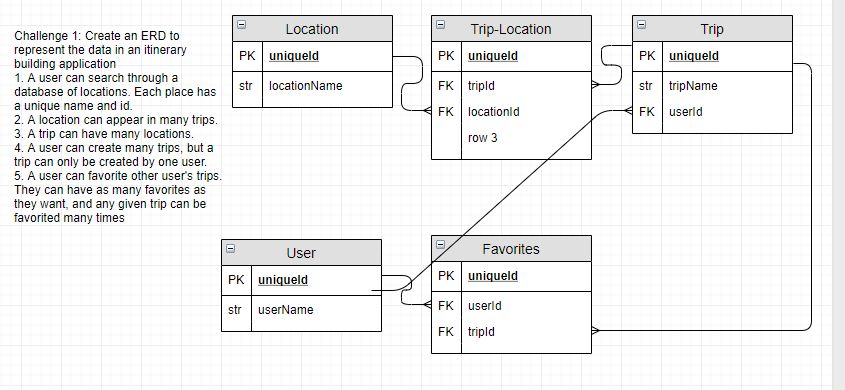 Challenge 1: Create an ERD to
represent the data in an itinerary
building application
1. A user can search through a
database of locations. Each place has
a unique name and id.
2. A location can appear in many trips.
3. A trip can have many locations.
4. A user can create many trips, but a
trip can only be created by one user.
5. A user can favorite other user's trips.
They can have as many favorites as
they want, and any given trip can be
favorited many times
Location
PK uniqueId
str locationName
Trip-Location
PK uniqueId
FK tripId
FK locationId
row 3
Trip
PK uniqueId
str tripName
FK userId
User
PK uniqueId
str userName
Favorites
PK uniqueId
FK userId
FK tripId